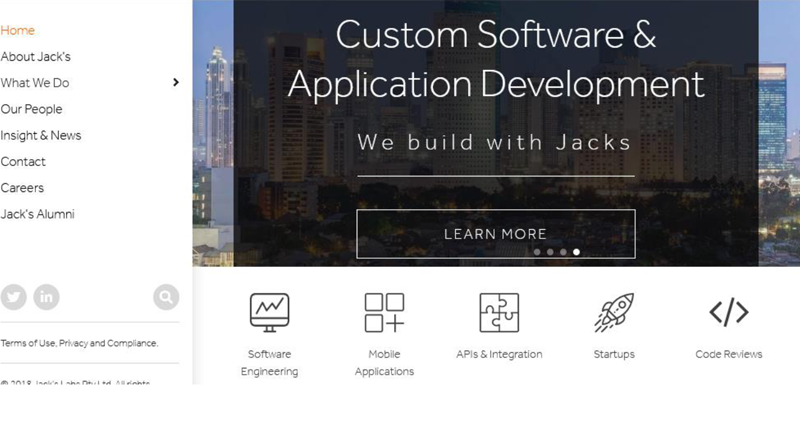 Home
About Jack's
What We Do
Our People
Insight & News
Contact
Careers
Jack's Alumni
Terms of Use, Privacy and Compliance.
© 2018 Jack's Labs Pty Ltd. All rights
Custom Software &
Application Development
We build with Jacks
LEARN MORE
Software
Engineering
Mobile
Applications
APIs & Integration
Startups
Code Reviews